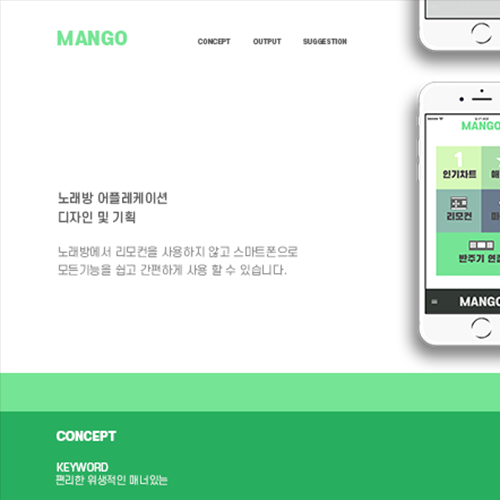 MANGO
CONCEPT OUTPUT SUGGESTION
노래방 어플레케이션
디자인 및 기획
노래방에서 리모컨을 사용하지 않고 스마트폰으로
모든기능을 쉽고 간편하게 사용 할 수 있습니다.
MANGO
1
인기차트
리모컨
반주기 연결
MANGO
CONCEPT
KEYWORD
편리한 위생적인 매너있는